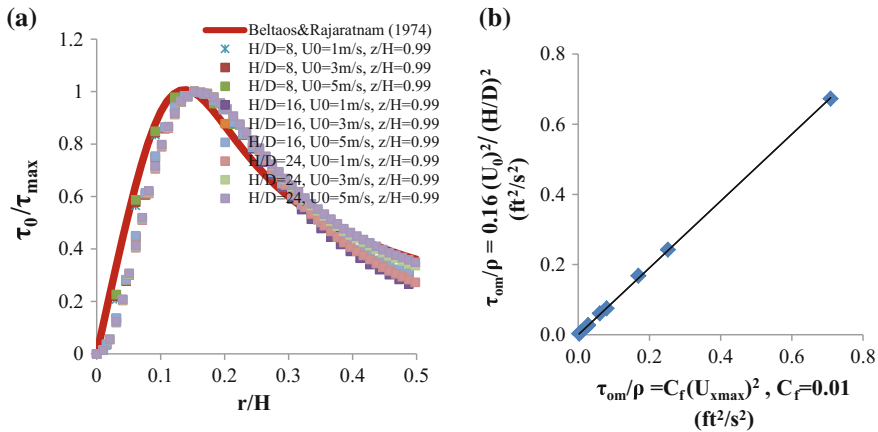 (a)
Beltaos&Rajaratnam (1974)
H/D=8, U0=1m/s, z/H=0.99
H/D=8, U0=3m/s, z/H=0.99
H/D=8, U0=5m/s, z/H=0.99
H/D=16, U0=1m/s, z/H=0.99
H/D=16, U0=3m/s, z/H=0.99
H/D=16, U0=5m/s, z/H=0.99
H/D=24, U0=1m/s, z/H=0.99
H/D=24, U0=3m/s, z/H=0.99
H/D=24, U0=5m/s, z/H=0.99
τ₀/τmax
1.2
1
0.8
0.6
0.4
0.2
0
0 0.1 0.2 0.3 0.4 0.5
r/H
(b)
τom/ρ = 0.16 (U₀)²/ (H/D)²
(ft²/s²)
0.8
0.6
0.4
0.2
0.0
0.0 0.2 0.4 0.6 0.8
τom/ρ =Cf(Uxmax)² , Cf=0.01
(ft²/s²)